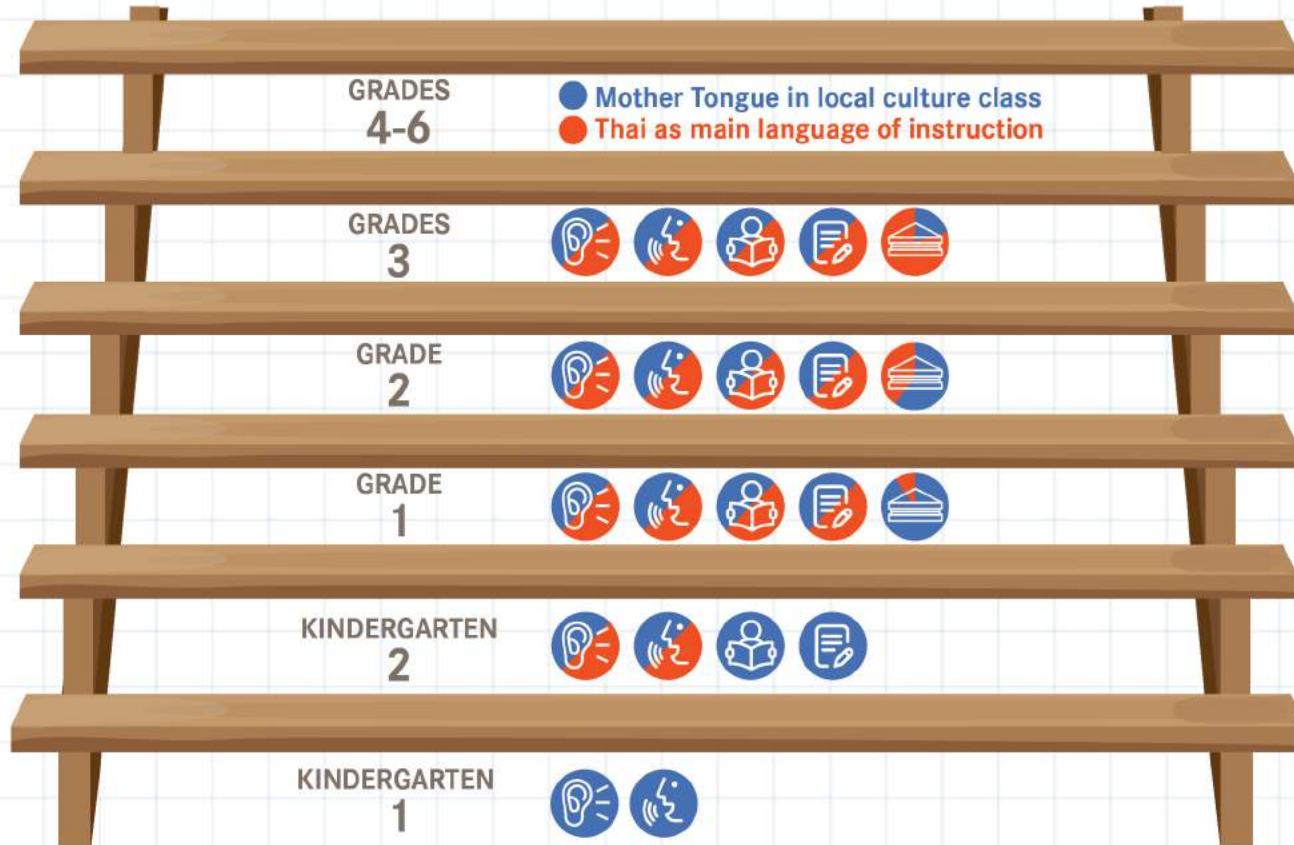 GRADES
4-6
Mother Tongue in local culture class
Thai as main language of instruction
GRADES
3
GRADE
2
GRADE
1
KINDERGARTEN
2
KINDERGARTEN
1